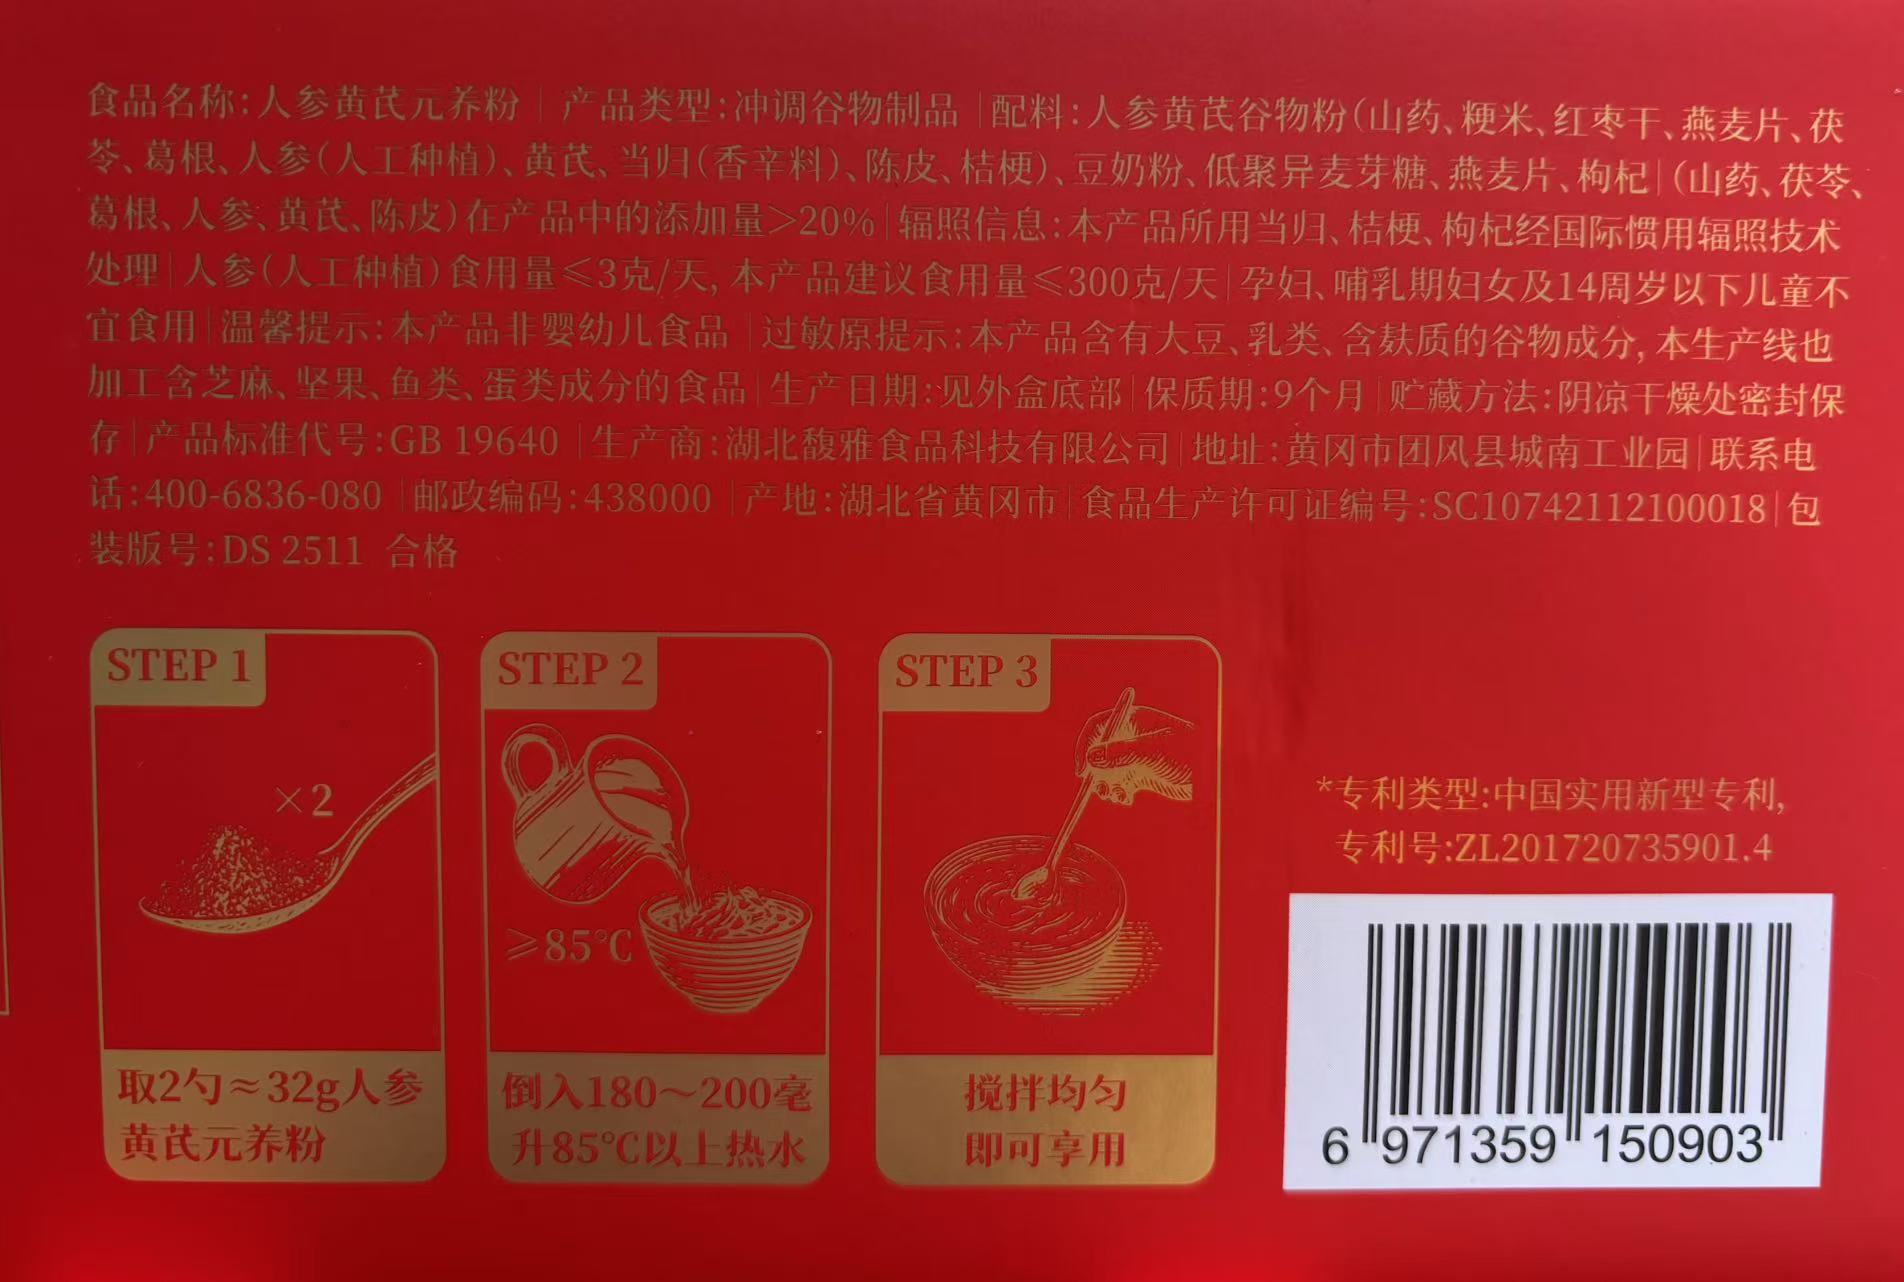 食品名称:人参黄芪元养粉 | 产品类型:冲调谷物制品 |配料:人参黄芪谷物粉(山药、粳米、红枣干、燕麦片、茯
苓、葛根、人参(人工种植)、黄芪、当归(香辛料)、陈皮、桔梗)、豆奶粉、低聚异麦芽糖、燕麦片、枸杞|(山药、茯苓、
葛根、人参、黄芪、陈皮)在产品中的添加量>20%|辐照信息:本产品所用当归、桔梗、枸杞经国际惯用辐照技术
处理|人参(人工种植)食用量≤3克/天,本产品建议食用量≤300克/天|孕妇、哺乳期妇女及14周岁以下儿童不
宜食用|温馨提示:本产品非婴幼儿食品 |过敏原提示:本产品含有大豆、乳类、含麸质的谷物成分,本生产线也
加工含芝麻、坚果、鱼类、蛋类成分的食品|生产日期:见外盒底部|保质期:9个月|贮藏方法:阴凉干燥处密封保
存|产品标准代号:GB 19640 |生产商:湖北馥雅食品科技有限公司|地址:黄冈市团风县城南工业园|联系电
话:400-6836-080 |邮政编码:438000 |产地:湖北省黄冈市|食品生产许可证编号:SC10742112100018|包
装版号:DS 2511 合格
STEP 1
×2
取2勺≈32g人参
黄芪元养粉
STEP 2
≥85℃
倒入180~200毫
升85℃以上热水
STEP 3
搅拌均匀
即可享用
*专利类型:中国实用新型专利,
专利号:ZL201720735901.4
6 971359 150903